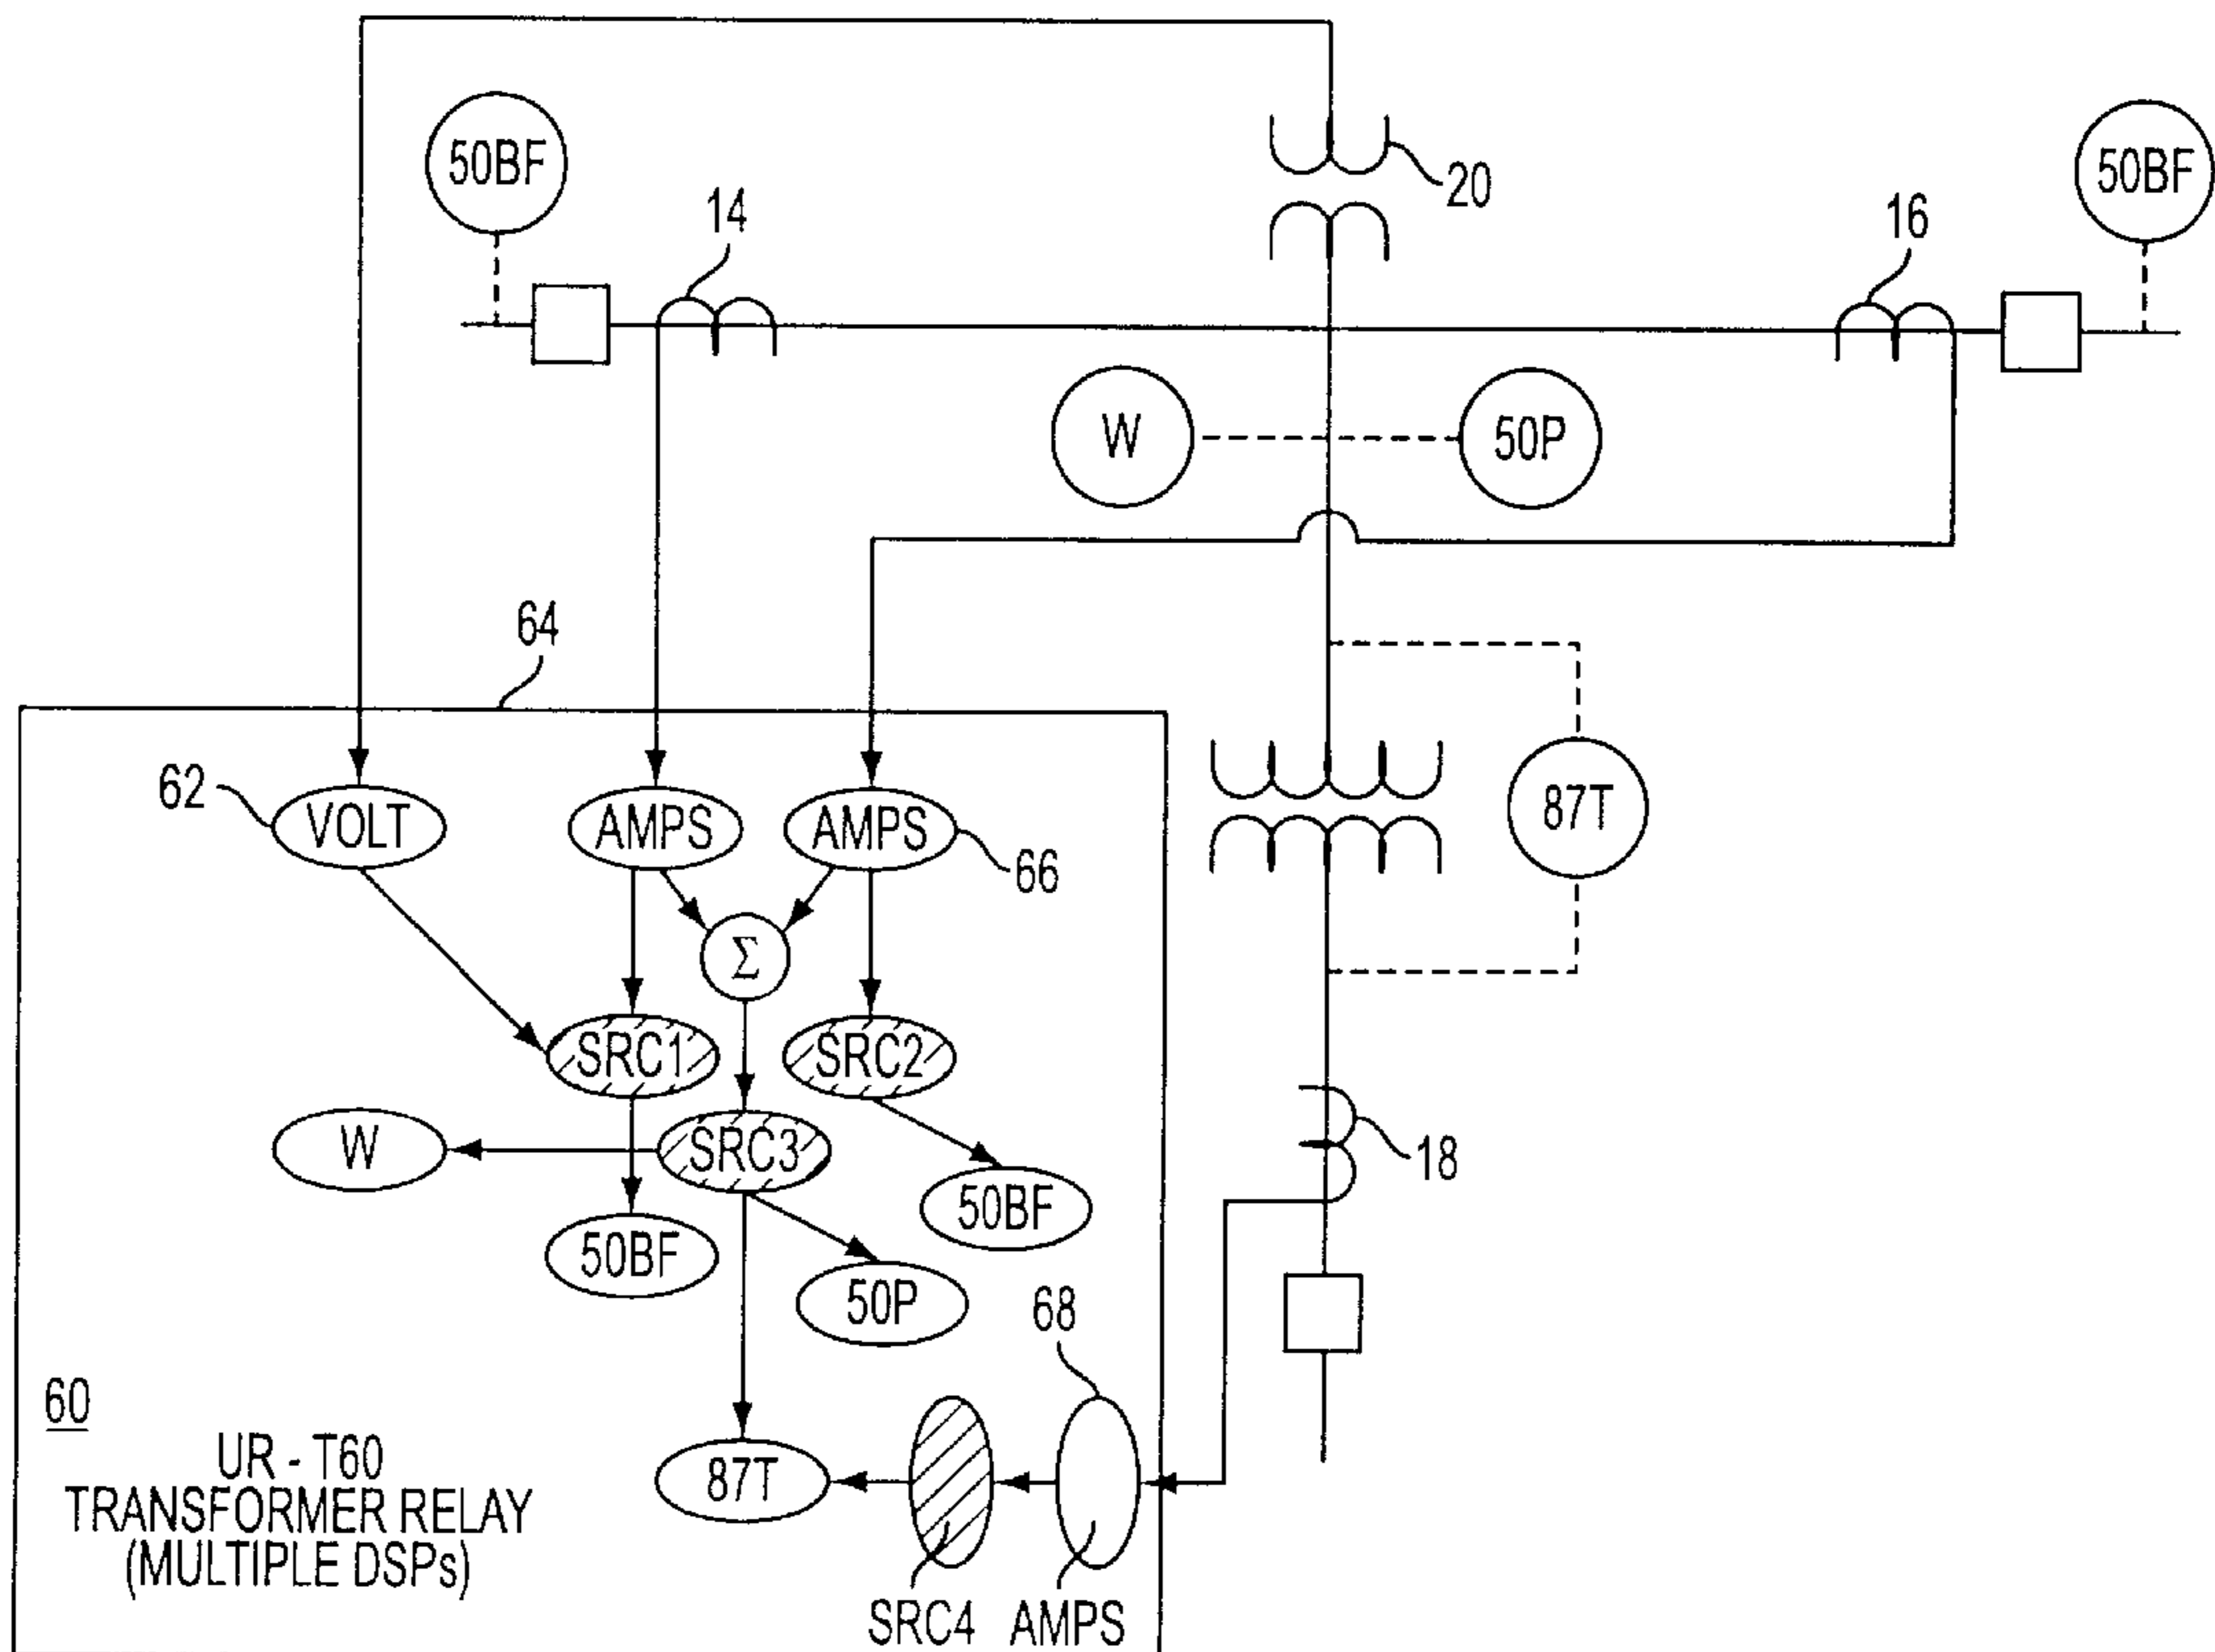 50BF
50BF
20
14
16
W
50P
64
62
VOLT
AMPS
AMPS
66
87T
Σ
SRC1
SRC2
W
SRC3
18
50BF
50BF
50P
68
60
87T
UR - T60
TRANSFORMER RELAY
(MULTIPLE DSPs)
SRC4
AMPS